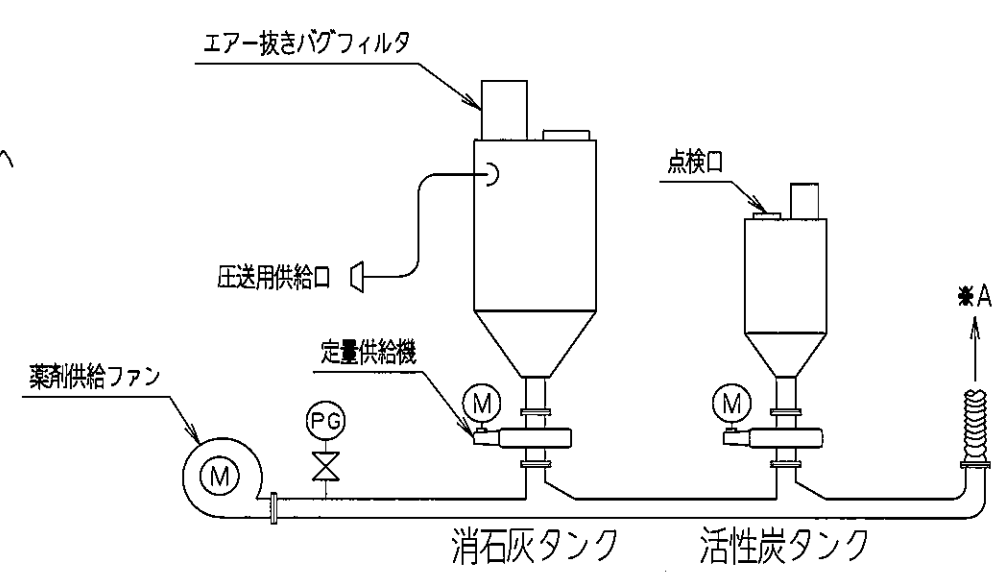 エアー抜きバグフィルタ
点検口
圧送用供給口
※A
定量供給機
薬剤供給ファン
M
M
PG
M
消石灰タンク
活性炭タンク